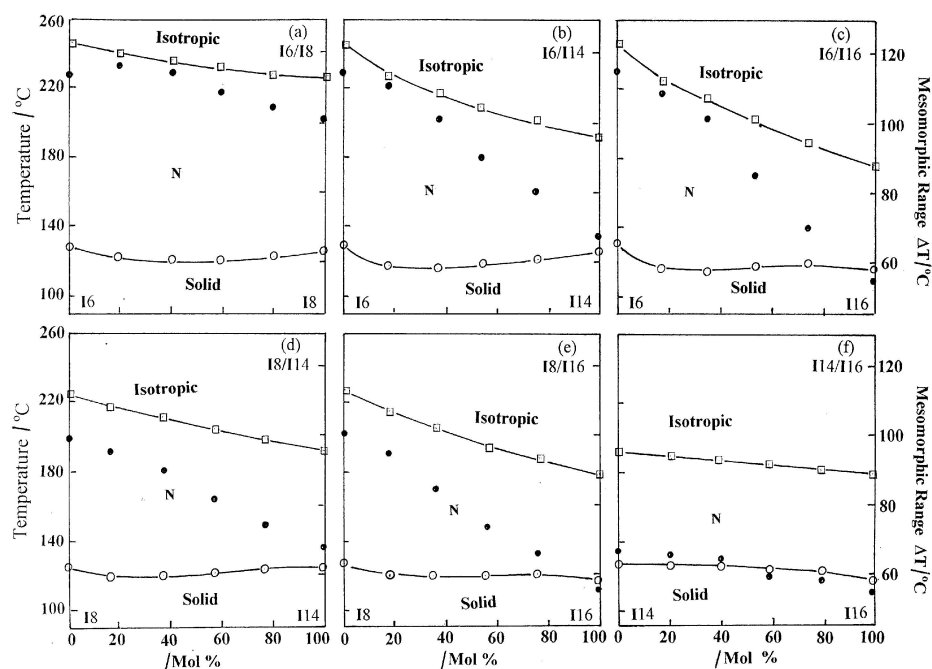 260
220
180
140
100
Temperature /°C
(a)
I6/I8
Isotropic
N
Solid
I6
I8
(b)
I6/I14
Isotropic
N
Solid
I6
I14
(c)
I6/I16
Isotropic
N
Solid
I6
I16
120
100
80
60
Mesomorphic Range ΔT/°C
260
220
180
140
100
Temperature /°C
(d)
I8/I14
Isotropic
N
Solid
I8
I14
0 20 40 60 80 100
/Mol %
(e)
I8/I16
Isotropic
N
Solid
I8
I16
0 20 40 60 80 100
/Mol %
(f)
I14/I16
Isotropic
N
Solid
I14
I16
0 20 40 60 80 100
/Mol %
120
100
80
60
Mesomorphic Range ΔT/°C